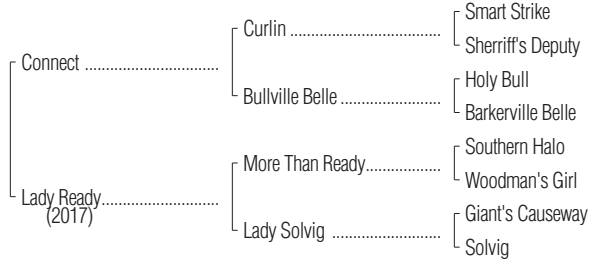 Smart Strike
Curlin
Sherriff's Deputy
Connect
Holy Bull
Bullville Belle
Barkerville Belle
Southern Halo
More Than Ready
Woodman's Girl
Lady Ready
(2017)
Giant's Causeway
Lady Solvig
Solvig